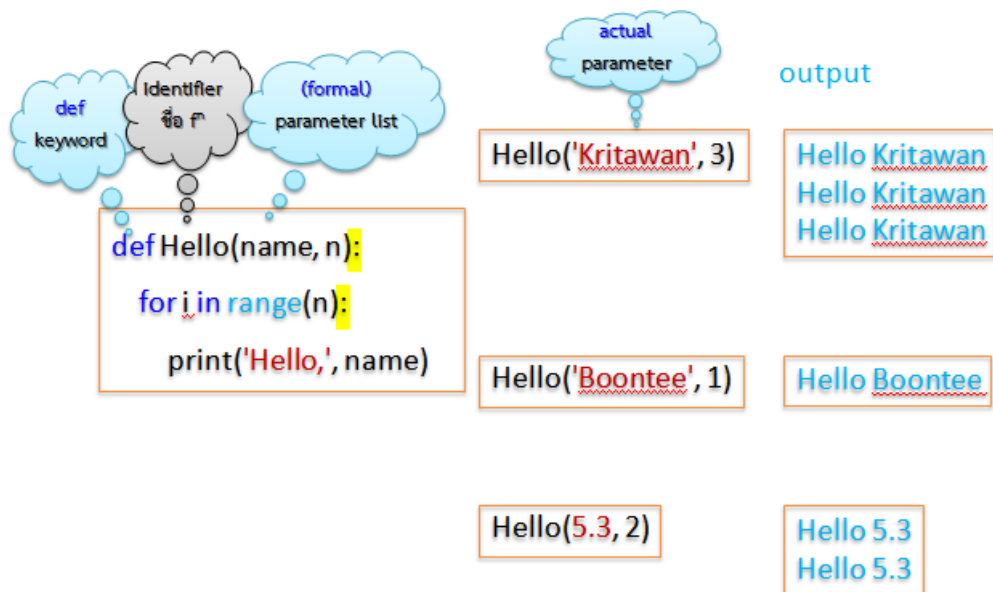 def
keyword
identifier
ชื่อ fⁿ
(formal)
parameter list
def Hello(name, n):
for i in range(n):
print('Hello,', name)
actual
parameter
output
Hello('Kritawan', 3)
Hello Kritawan
Hello Kritawan
Hello Kritawan
Hello('Boontee', 1)
Hello Boontee
Hello(5.3, 2)
Hello 5.3
Hello 5.3